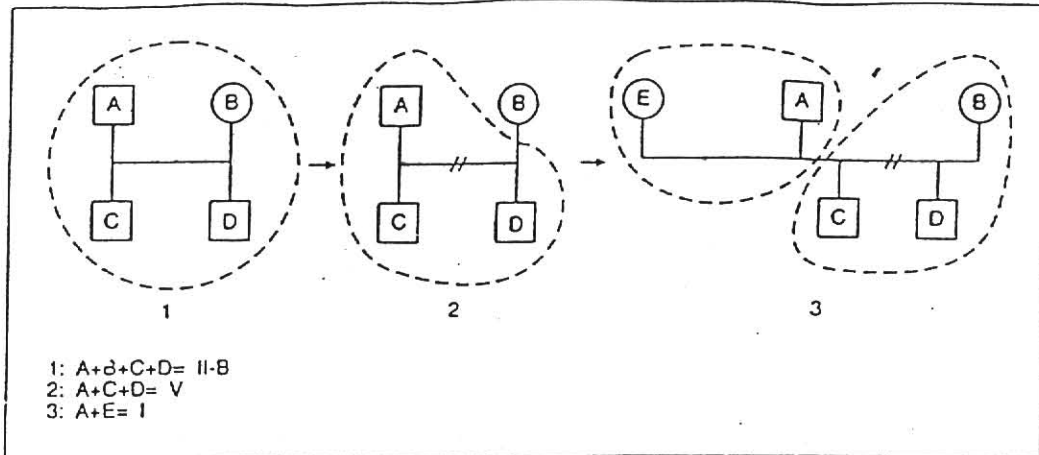 A B E A B
A B
C D C D C D
1 2 3
1: A+B+C+D= II-B
2: A+C+D= V
3: A+E= I